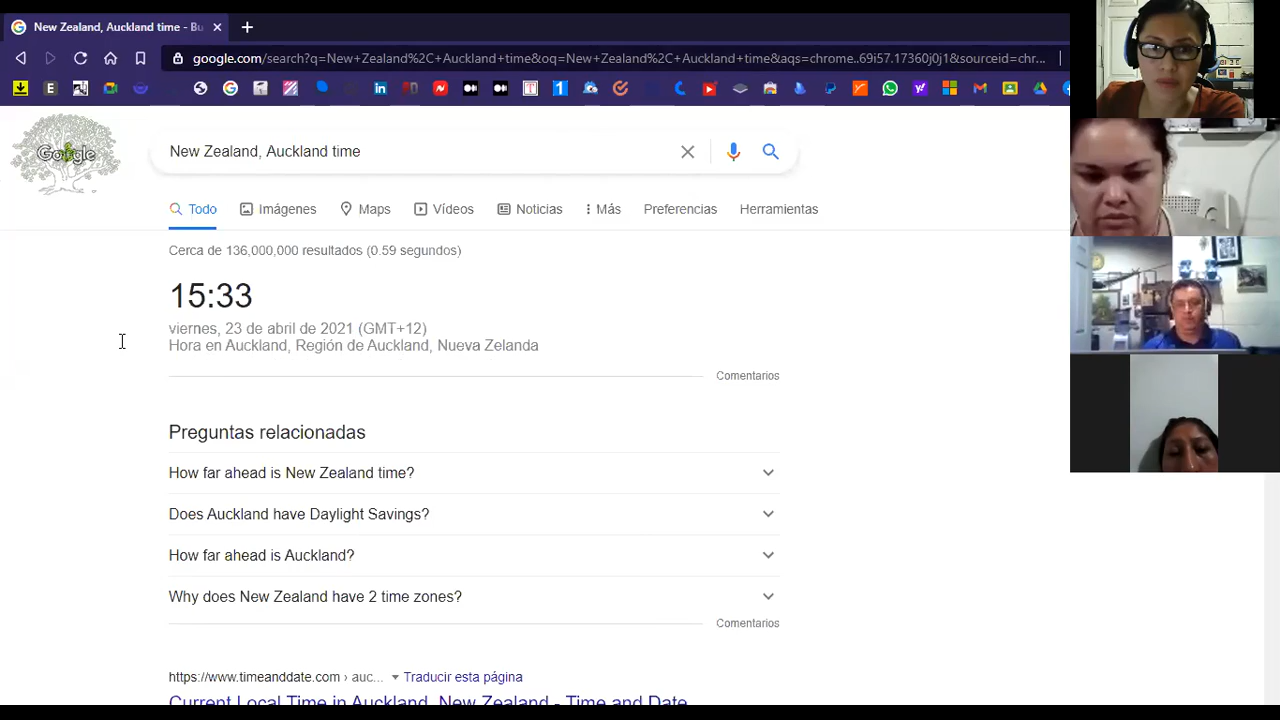 New Zealand, Auckland time - Bu
google.com/search?q=New+Zealand%2C+Auckland+time&oq=New+Zealand%2C+Auckland+time&aqs=chrome..69i57.17360j0j1&sourceid=chr...
Google
New Zealand, Auckland time
Todo
Imágenes
Maps
Vídeos
Noticias
Más
Preferencias
Herramientas
Cerca de 136,000,000 resultados (0.59 segundos)
15:33
viernes, 23 de abril de 2021 (GMT+12)
Hora en Auckland, Región de Auckland, Nueva Zelanda
Comentarios
Preguntas relacionadas
How far ahead is New Zealand time?
Does Auckland have Daylight Savings?
How far ahead is Auckland?
Why does New Zealand have 2 time zones?
Comentarios
https://www.timeanddate.com › auc... Traducir esta página
Current Local Time in Auckland, New Zealand - Time and Date